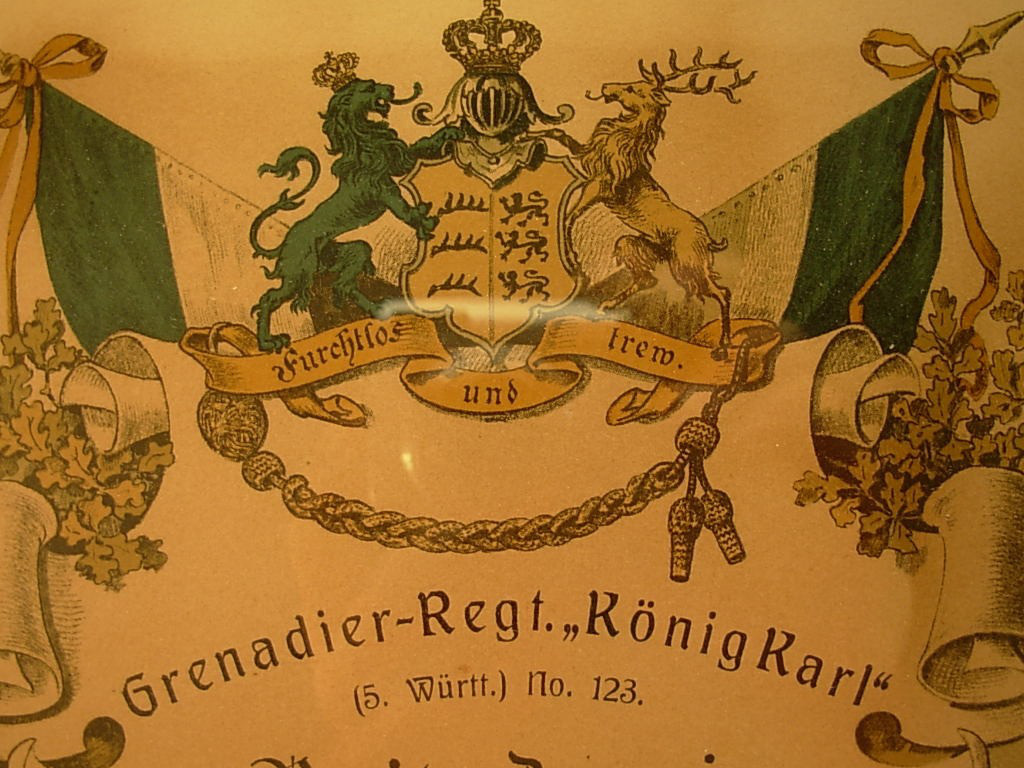 Furchtlos und trew.
Grenadier-Regt. „König Karl“
(5. Württ.) No. 123.